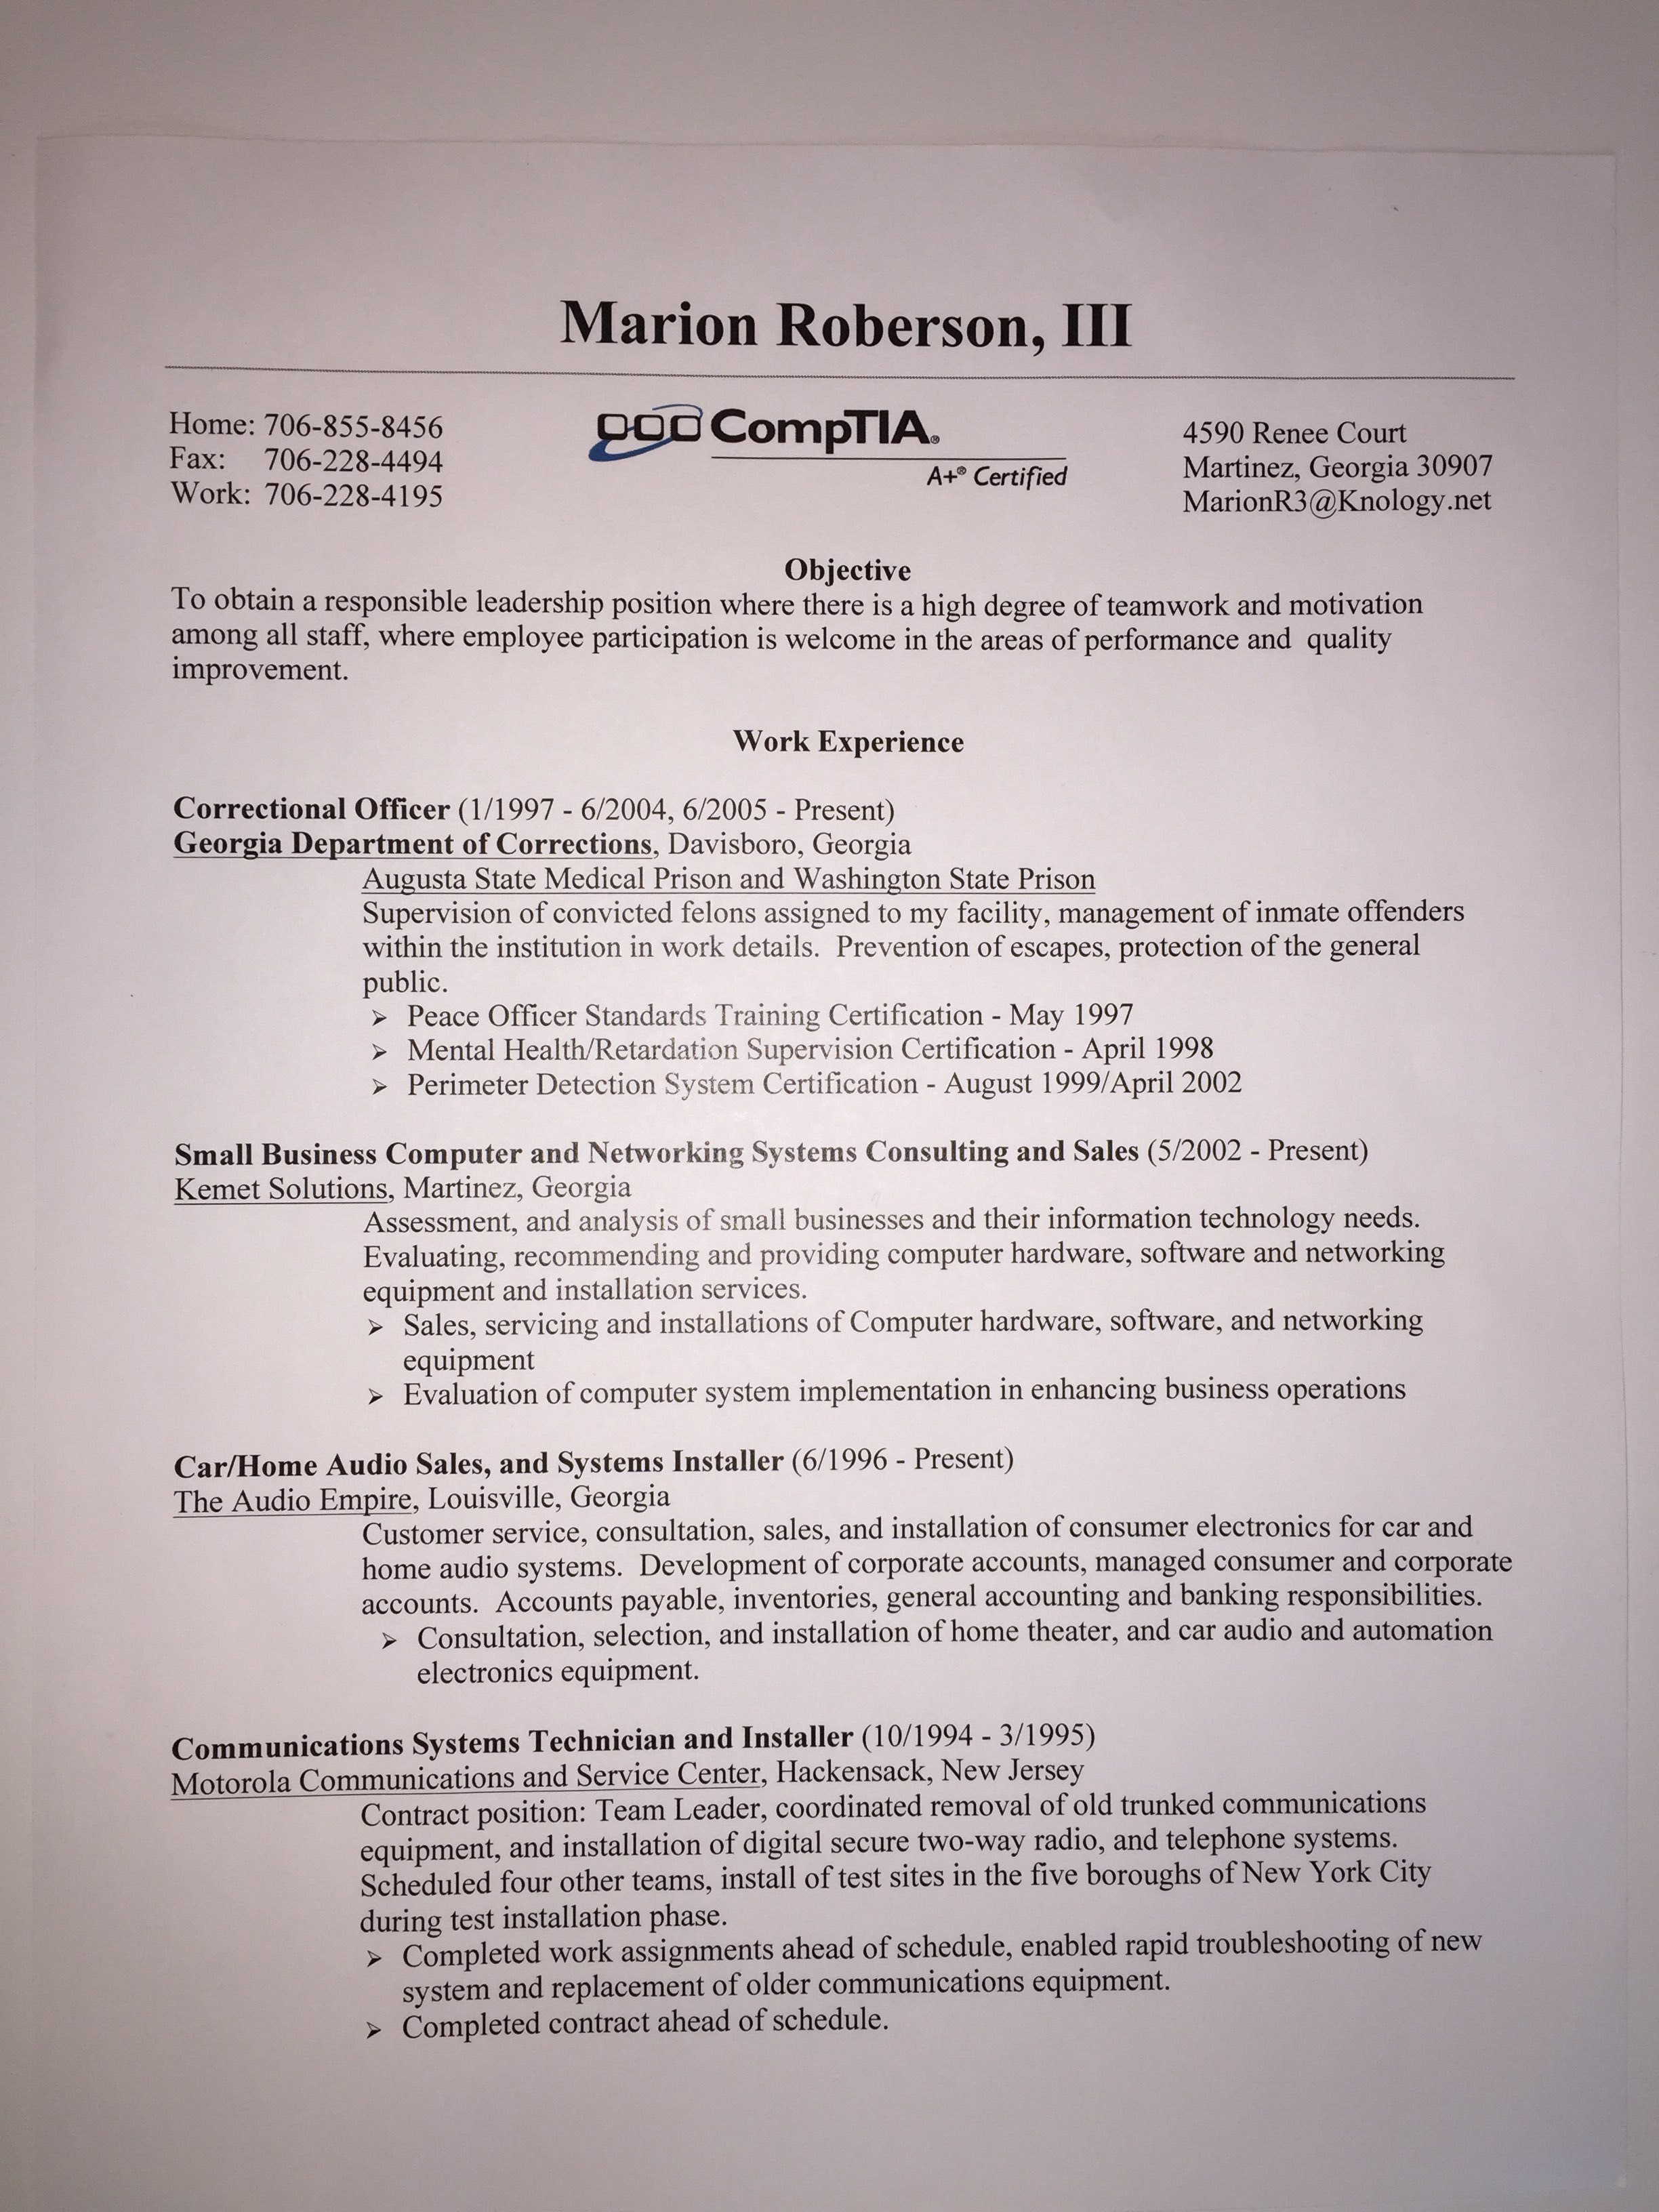 Marion Roberson, III
Home: 706-855-8456
Fax: 706-228-4494
Work: 706-228-4195
CompTIA®
A+® Certified
4590 Renee Court
Martinez, Georgia 30907
MarionR3@Knology.net
Objective
To obtain a responsible leadership position where there is a high degree of teamwork and motivation
among all staff, where employee participation is welcome in the areas of performance and quality
improvement.
Work Experience
Correctional Officer (1/1997 - 6/2004, 6/2005 - Present)
Georgia Department of Corrections, Davisboro, Georgia
Augusta State Medical Prison and Washington State Prison
Supervision of convicted felons assigned to my facility, management of inmate offenders
within the institution in work details. Prevention of escapes, protection of the general
public.
➢ Peace Officer Standards Training Certification - May 1997
➢ Mental Health/Retardation Supervision Certification - April 1998
➢ Perimeter Detection System Certification - August 1999/April 2002
Small Business Computer and Networking Systems Consulting and Sales (5/2002 - Present)
Kemet Solutions, Martinez, Georgia
Assessment, and analysis of small businesses and their information technology needs.
Evaluating, recommending and providing computer hardware, software and networking
equipment and installation services.
➢ Sales, servicing and installations of Computer hardware, software, and networking
equipment
➢ Evaluation of computer system implementation in enhancing business operations
Car/Home Audio Sales, and Systems Installer (6/1996 - Present)
The Audio Empire, Louisville, Georgia
Customer service, consultation, sales, and installation of consumer electronics for car and
home audio systems. Development of corporate accounts, managed consumer and corporate
accounts. Accounts payable, inventories, general accounting and banking responsibilities.
➢ Consultation, selection, and installation of home theater, and car audio and automation
electronics equipment.
Communications Systems Technician and Installer (10/1994 - 3/1995)
Motorola Communications and Service Center, Hackensack, New Jersey
Contract position: Team Leader, coordinated removal of old trunked communications
equipment, and installation of digital secure two-way radio, and telephone systems.
Scheduled four other teams, install of test sites in the five boroughs of New York City
during test installation phase.
➢ Completed work assignments ahead of schedule, enabled rapid troubleshooting of new
system and replacement of older communications equipment.
➢ Completed contract ahead of schedule.